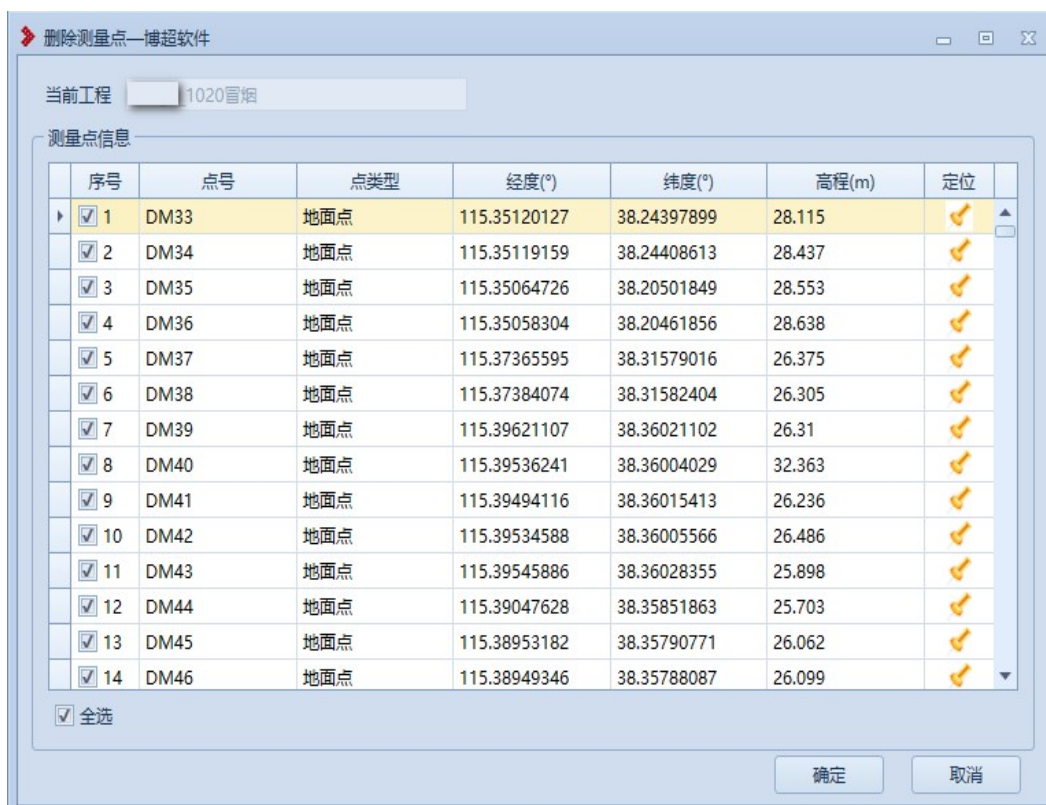 删除测量点—博超软件
当前工程 1020冒烟
测量点信息
序号 点号 点类型 经度(°) 纬度(°) 高程(m) 定位
1 DM33 地面点 115.35120127 38.24397899 28.115
2 DM34 地面点 115.35119159 38.24408613 28.437
3 DM35 地面点 115.35064726 38.20501849 28.553
4 DM36 地面点 115.35058304 38.20461856 28.638
5 DM37 地面点 115.37365595 38.31579016 26.375
6 DM38 地面点 115.37384074 38.31582404 26.305
7 DM39 地面点 115.39621107 38.36021102 26.31
8 DM40 地面点 115.39536241 38.36004029 32.363
9 DM41 地面点 115.39494116 38.36015413 26.236
10 DM42 地面点 115.39534588 38.36005566 26.486
11 DM43 地面点 115.39545886 38.36028355 25.898
12 DM44 地面点 115.39047628 38.35851863 25.703
13 DM45 地面点 115.38953182 38.35790771 26.062
14 DM46 地面点 115.38949346 38.35788087 26.099
全选
确定 取消